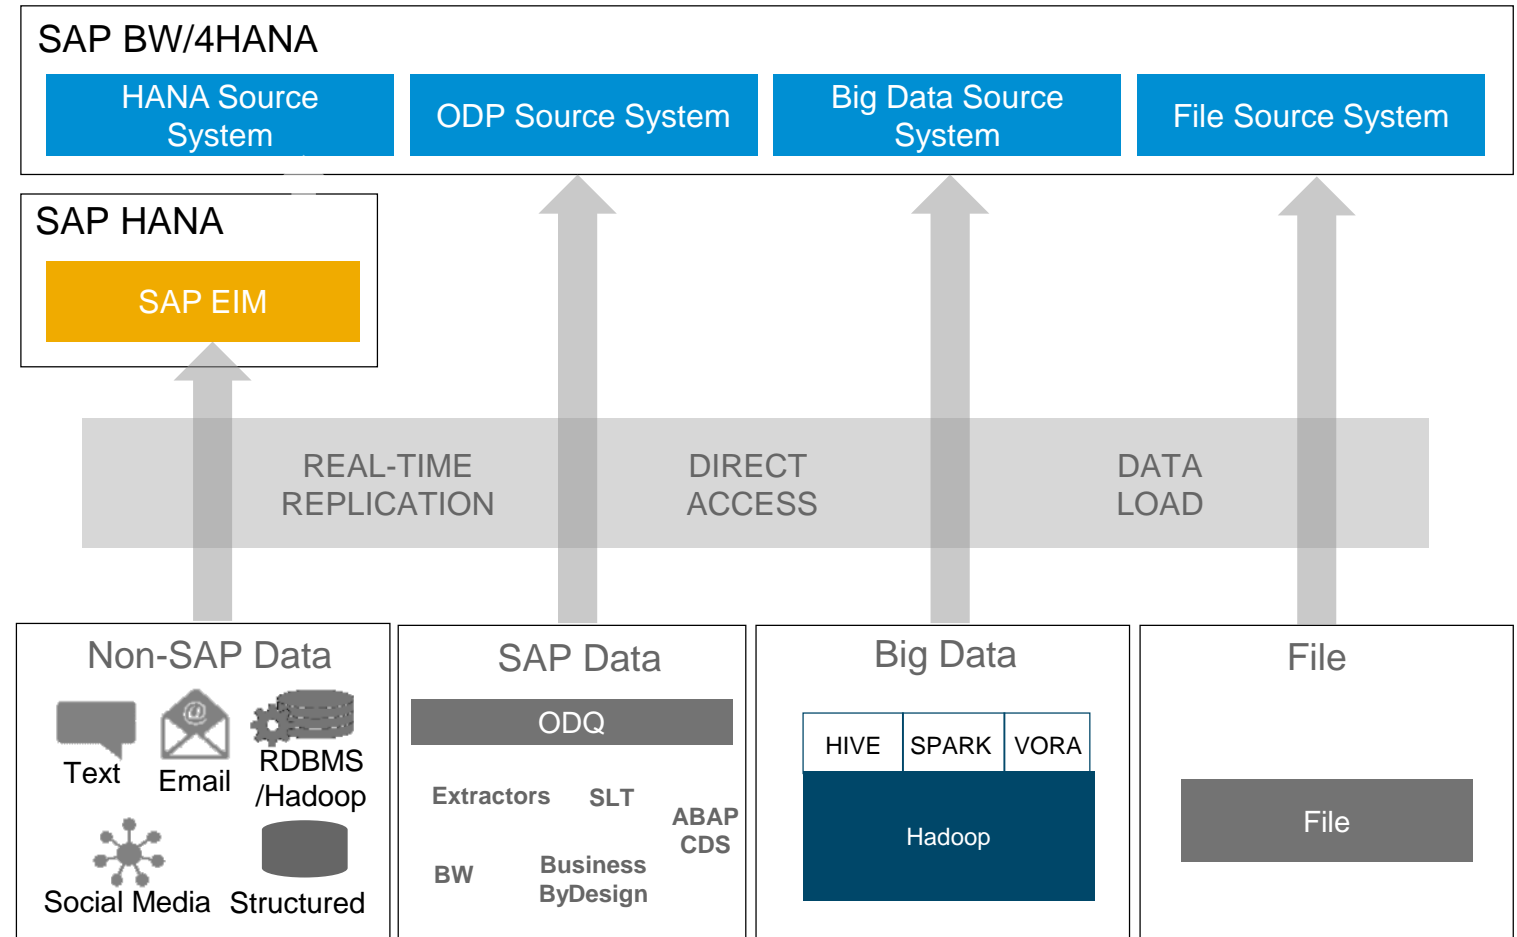 SAP BW/4HANA
HANA Source
System
ODP Source System
Big Data Source
System
File Source System
SAP HANA
SAP EIM
REAL-TIME
REPLICATION
DIRECT
ACCESS
DATA
LOAD
Non-SAP Data
@
Text
Email
RDBMS
/Hadoop
Social Media
Structured
SAP Data
ODQ
Extractors
SLT
ABAP
CDS
BW
Business
ByDesign
Big Data
HIVE
SPARK
VORA
Hadoop
File
File